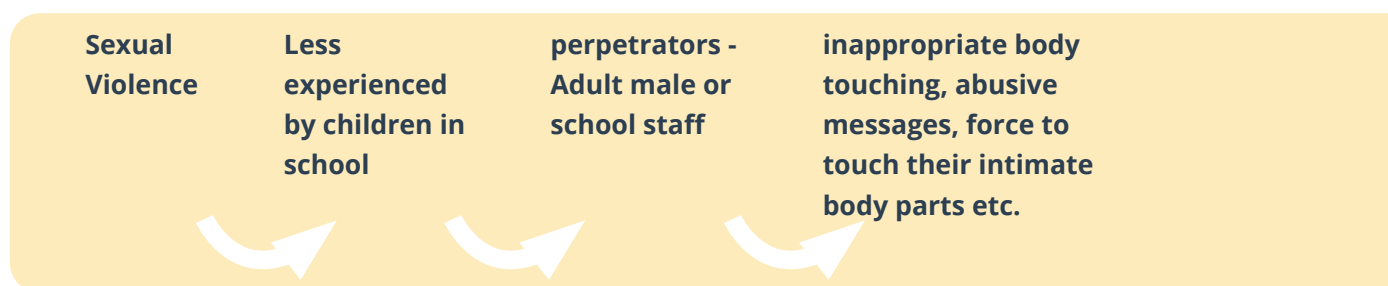 Sexual
Violence
Less
experienced
by children in
school
perpetrators -
Adult male or
school staff
inappropriate body
touching, abusive
messages, force to
touch their intimate
body parts etc.